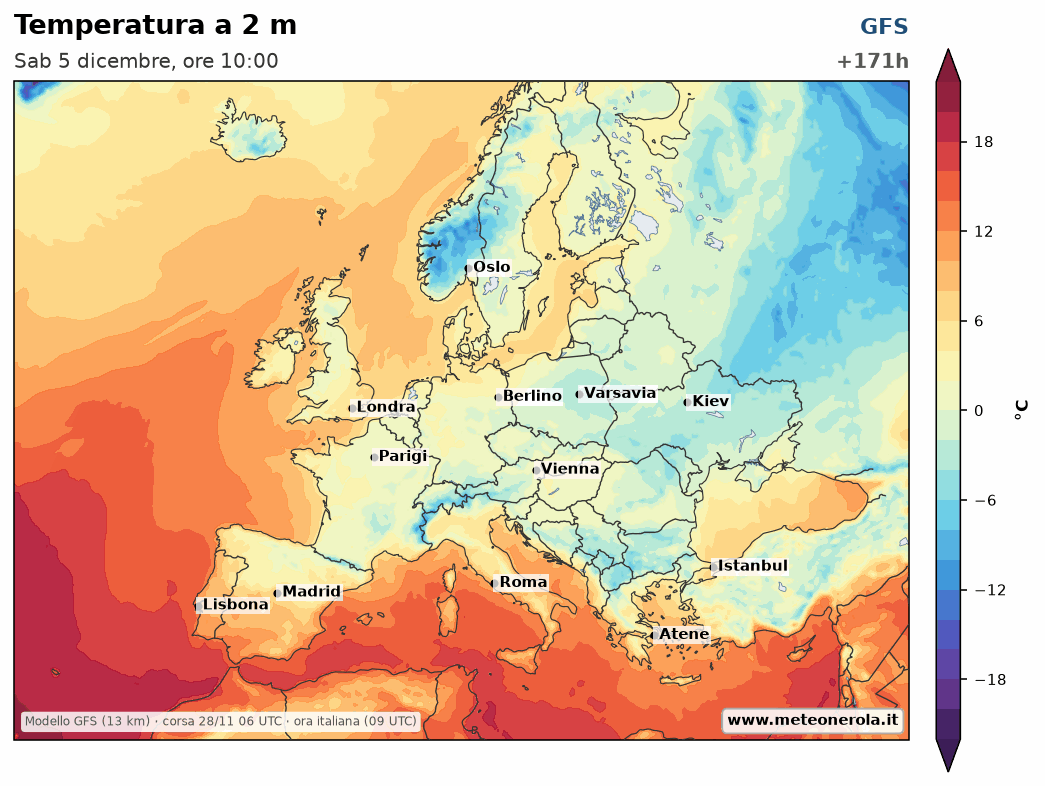 Temperatura a 2 m
GFS
Sab 5 dicembre, ore 10:00
+171h
18
12
6
0
−6
−12
−18
°C
Oslo
Berlino
Varsavia
Kiev
Londra
Parigi
Vienna
Istanbul
Roma
Madrid
Lisbona
Atene
Modello GFS (13 km) · corsa 28/11 06 UTC · ora italiana (09 UTC)
www.meteonerola.it